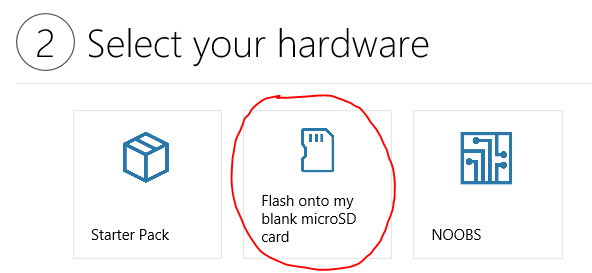 2 Select your hardware
Starter Pack
Flash onto my
blank microSD
card
NOOBS